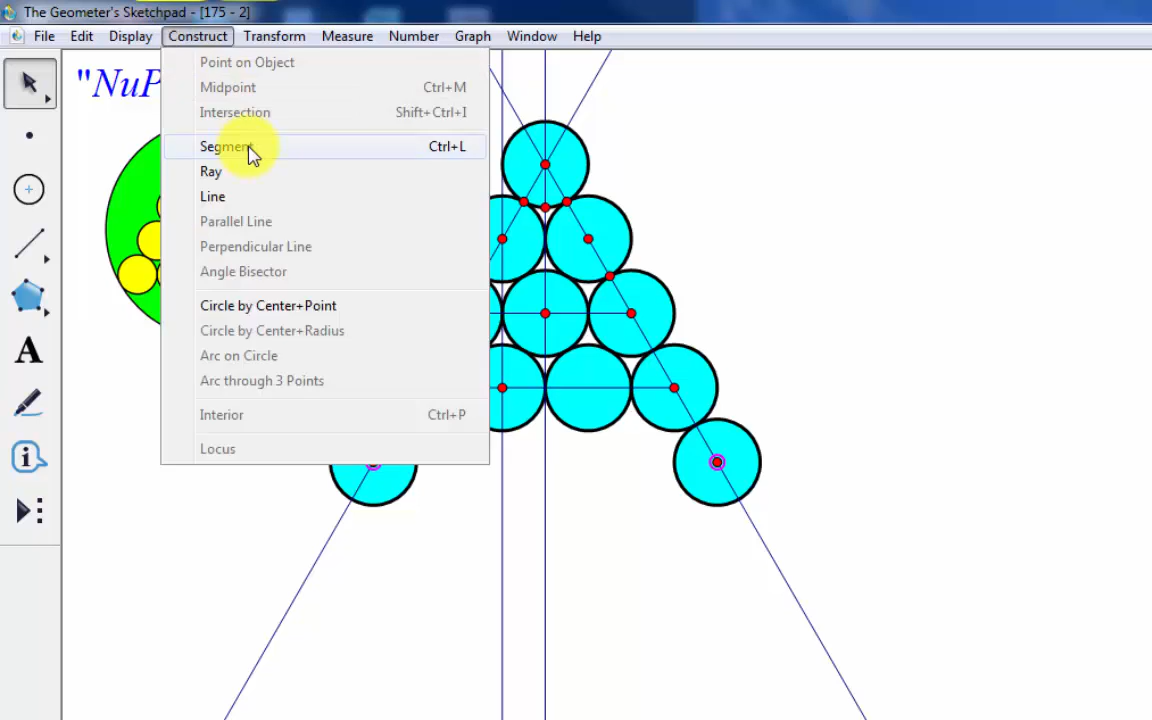 The Geometer's Sketchpad - [175 - 2]
File Edit Display Construct Transform Measure Number Graph Window Help
"NuP
Point on Object
Midpoint Ctrl+M
Intersection Shift+Ctrl+I
Segment Ctrl+L
Ray
Line
Parallel Line
Perpendicular Line
Angle Bisector
Circle by Center+Point
Circle by Center+Radius
Arc on Circle
Arc through 3 Points
Interior Ctrl+P
Locus
A